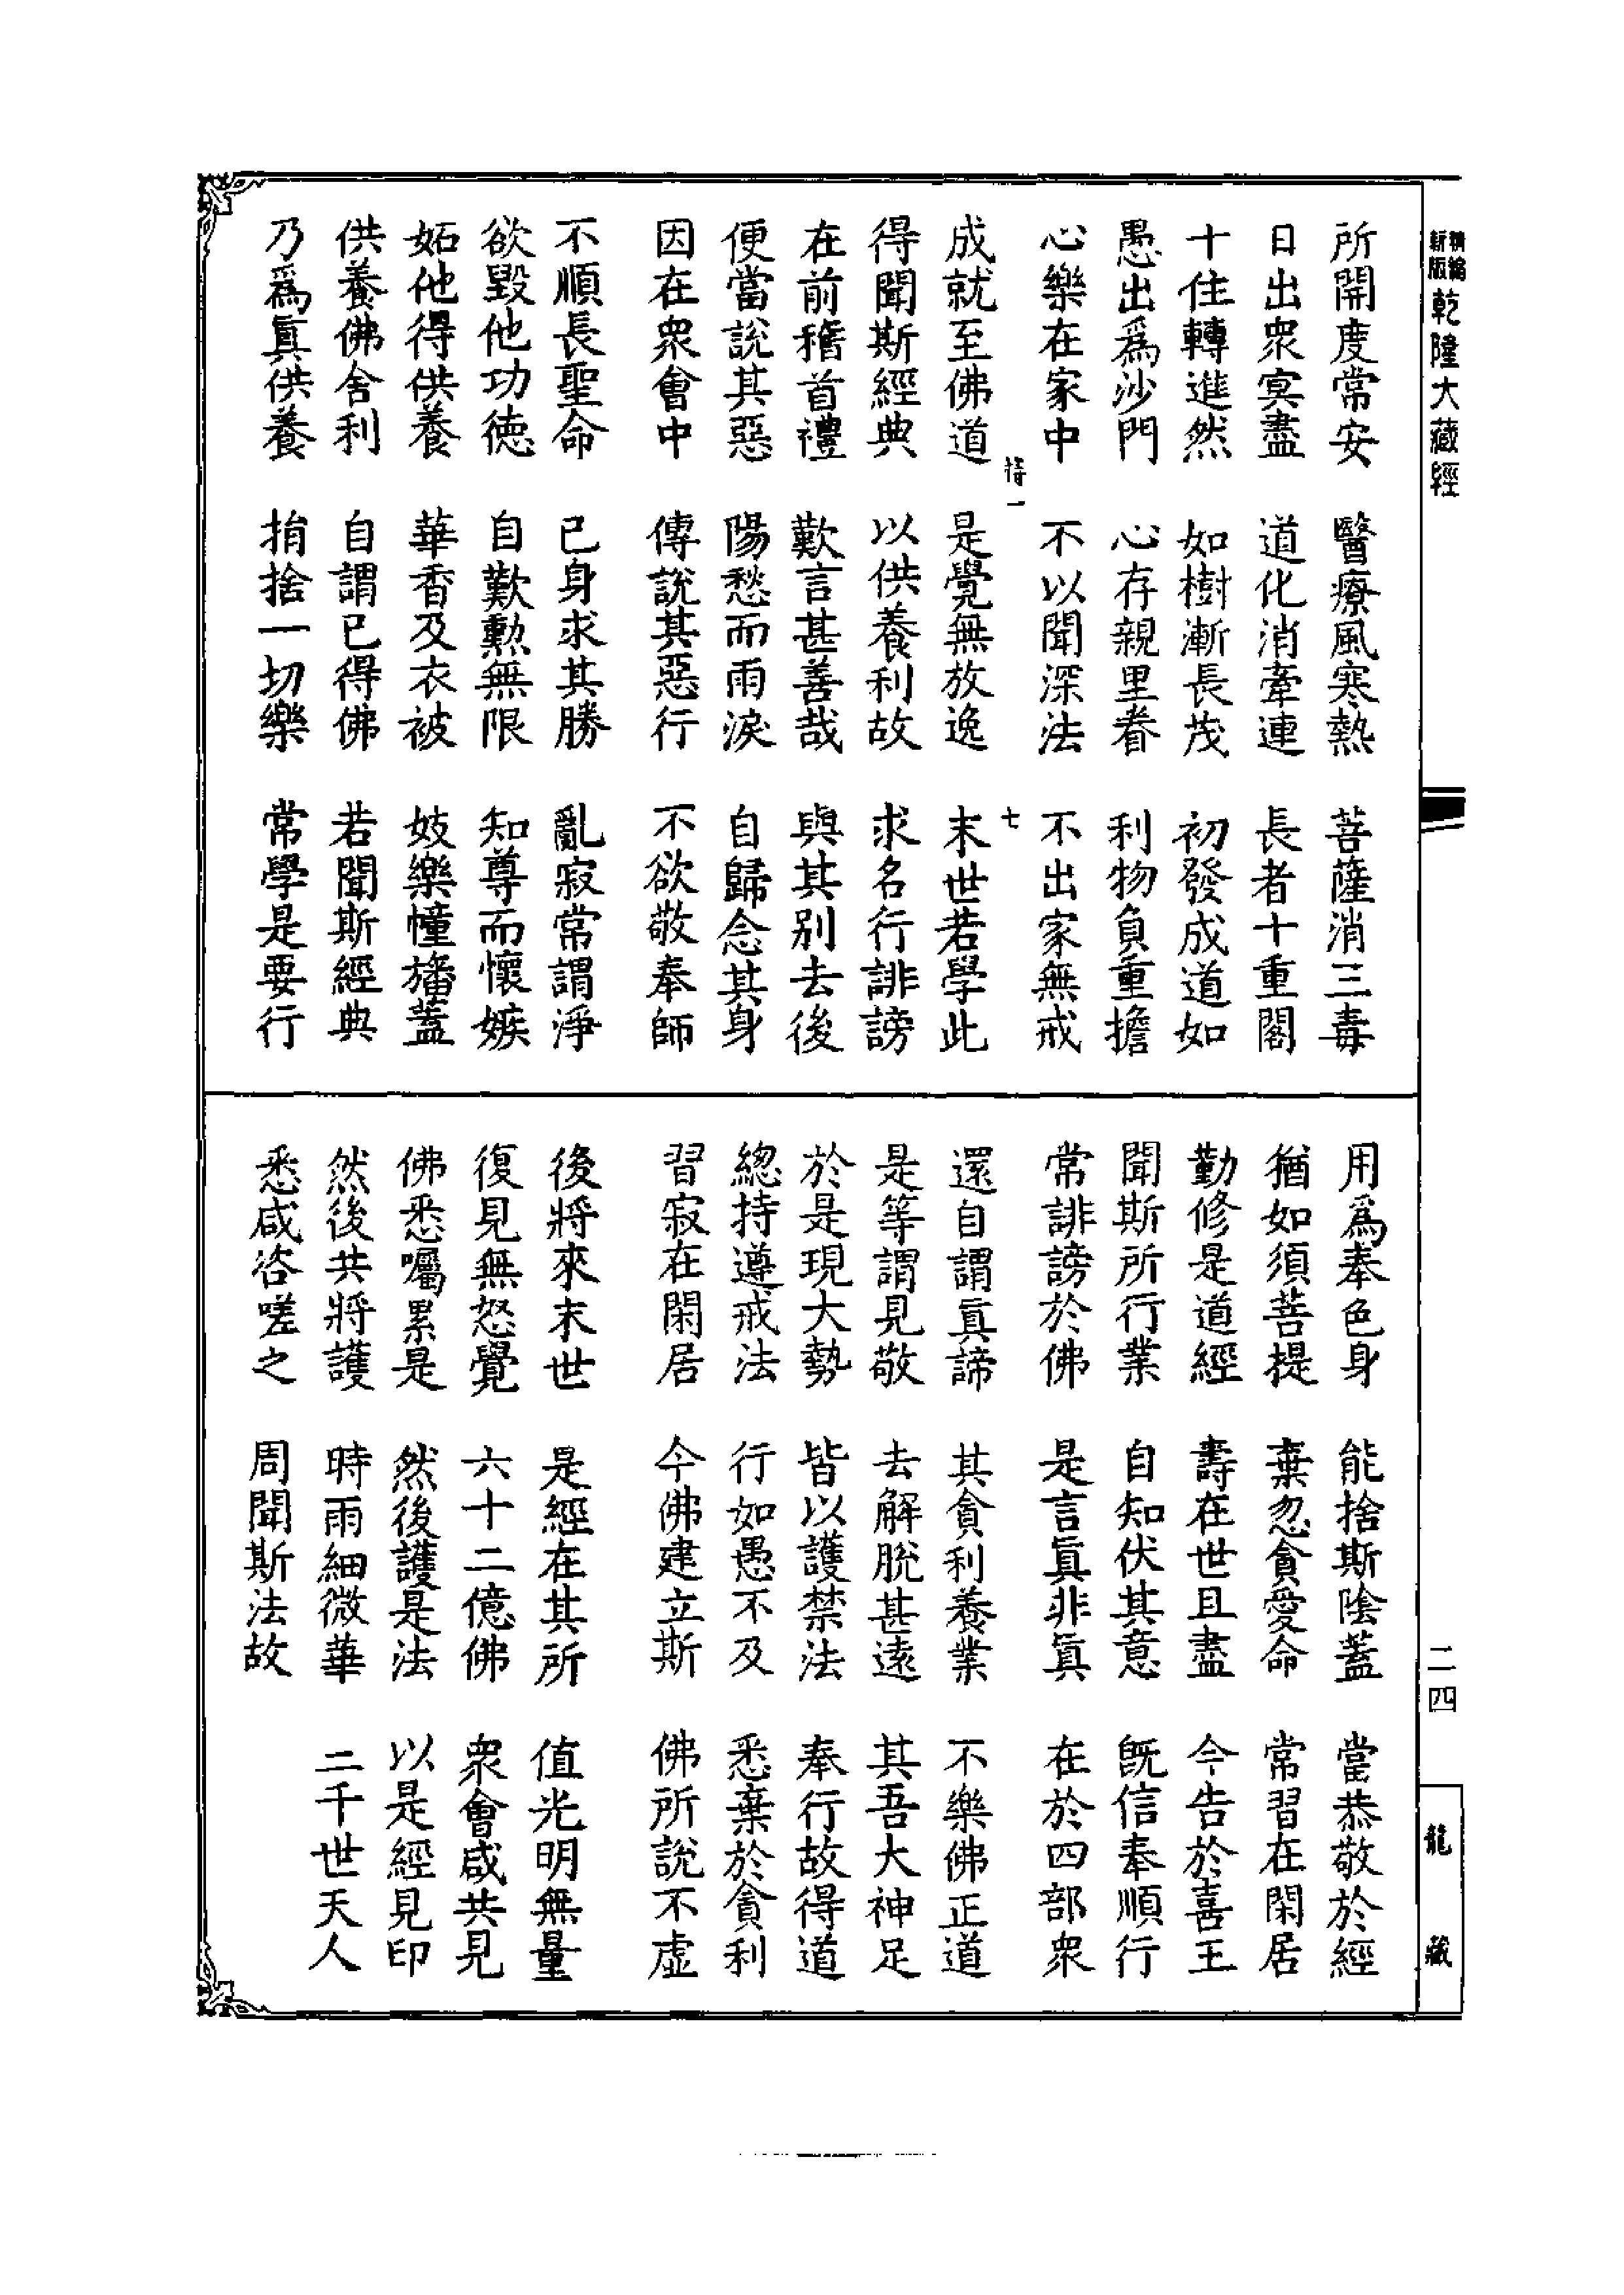 新版精編乾隆大藏經
所開度常安　醫療風寒熱　菩薩消三毒
日出衆㝠盡　道化消牽連　長者十重閣
十住轉進然　如樹漸長茂　初發成道如
愚出爲沙門　心存親里眷　利物負重擔
心樂在家中　不以聞深法　不出家無戒
七
成就至佛道　是覺無放逸　末世若學此
得聞斯經典　以供養利故　求名行誹謗
在前稽首禮　歎言甚善哉　與其别去後
便當說其惡　陽愁而雨淚　自歸念其身
因在衆會中　傳說其惡行　不欲敬奉師
不順長聖命　已身求其勝　亂寂常謂淨
欲毀他功德　自歎勲無限　知尊而懷嫉
妬他得供養　華香及衣被　妓樂幢旛蓋
供養佛舍利　自謂已得佛　若聞斯經典
乃爲眞供養　捐捨一切樂　常學是要行
用爲奉色身　能捨斯陰蓋　當恭敬於經
猶如須菩提　棄忽貪愛命　常習在閑居
勤修是道經　壽在世且盡　今告於喜王
聞斯所行業　自知伏其意　旣信奉順行
常誹謗於佛　是言眞非眞　在於四部衆
還自謂眞諦　其貪利養業　不樂佛正道
是等謂見敬　去解脫甚遠　其吾大神足
於是現大勢　皆以護禁法　奉行故得道
總持遵戒法　行如愚不及　悉棄於貪利
習寂在閑居　今佛建立斯　佛所說不虛
後將來末世　是經在其所　值光明無量
復見無怒覺　六十二億佛　衆會咸共見
佛悉囑累是　然後護是法　以是經見印
然後共將護　時雨細微華　二千世天人
悉咸咨嗟之　周聞斯法故
二四
龍藏